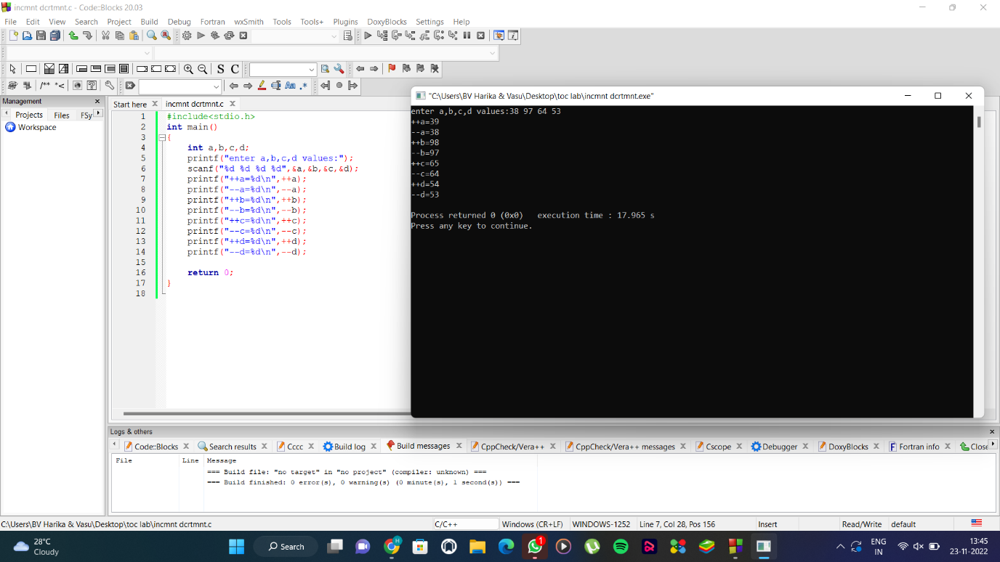 incmnt dcrtmnt.c - Code::Blocks 20.03
File Edit View Search Project Build Debug Fortran wxSmith Tools Tools+ Plugins DoxyBlocks Settings Help
S C
/** *< Aa .*
Management
Projects Files FSy
Workspace
Start here incmnt dcrtmnt.c
1 #include<stdio.h>
2 int main()
3 {
4 int a,b,c,d;
5 printf("enter a,b,c,d values:");
6 scanf("%d %d %d %d",&a,&b,&c,&d);
7 printf("++a=%d\n",++a);
8 printf("--a=%d\n",--a);
9 printf("++b=%d\n",++b);
10 printf("--b=%d\n",--b);
11 printf("++c=%d\n",++c);
12 printf("--c=%d\n",--c);
13 printf("++d=%d\n",++d);
14 printf("--d=%d\n",--d);
15
16 return 0;
17 }
18
"C:\Users\BV Harika & Vasu\Desktop\toc lab\incmnt dcrtmnt.exe"
enter a,b,c,d values:38 97 64 53
++a=39
--a=38
++b=98
--b=97
++c=65
--c=64
++d=54
--d=53
Process returned 0 (0x0) execution time : 17.965 s
Press any key to continue.
Logs & others
Code::Blocks Search results Cccc Build log Build messages CppCheck/Vera++ CppCheck/Vera++ messages Cscope Debugger DoxyBlocks Fortran info Close
File Line Message
=== Build file: "no target" in "no project" (compiler: unknown) ===
=== Build finished: 0 error(s), 0 warning(s) (0 minute(s), 1 second(s)) ===
C:\Users\BV Harika & Vasu\Desktop\toc lab\incmnt dcrtmnt.c C/C++ Windows (CR+LF) WINDOWS-1252 Line 7, Col 28, Pos 156 Insert Read/Write default
28°C
Cloudy
Search
H
1
ENG
IN
13:45
23-11-2022